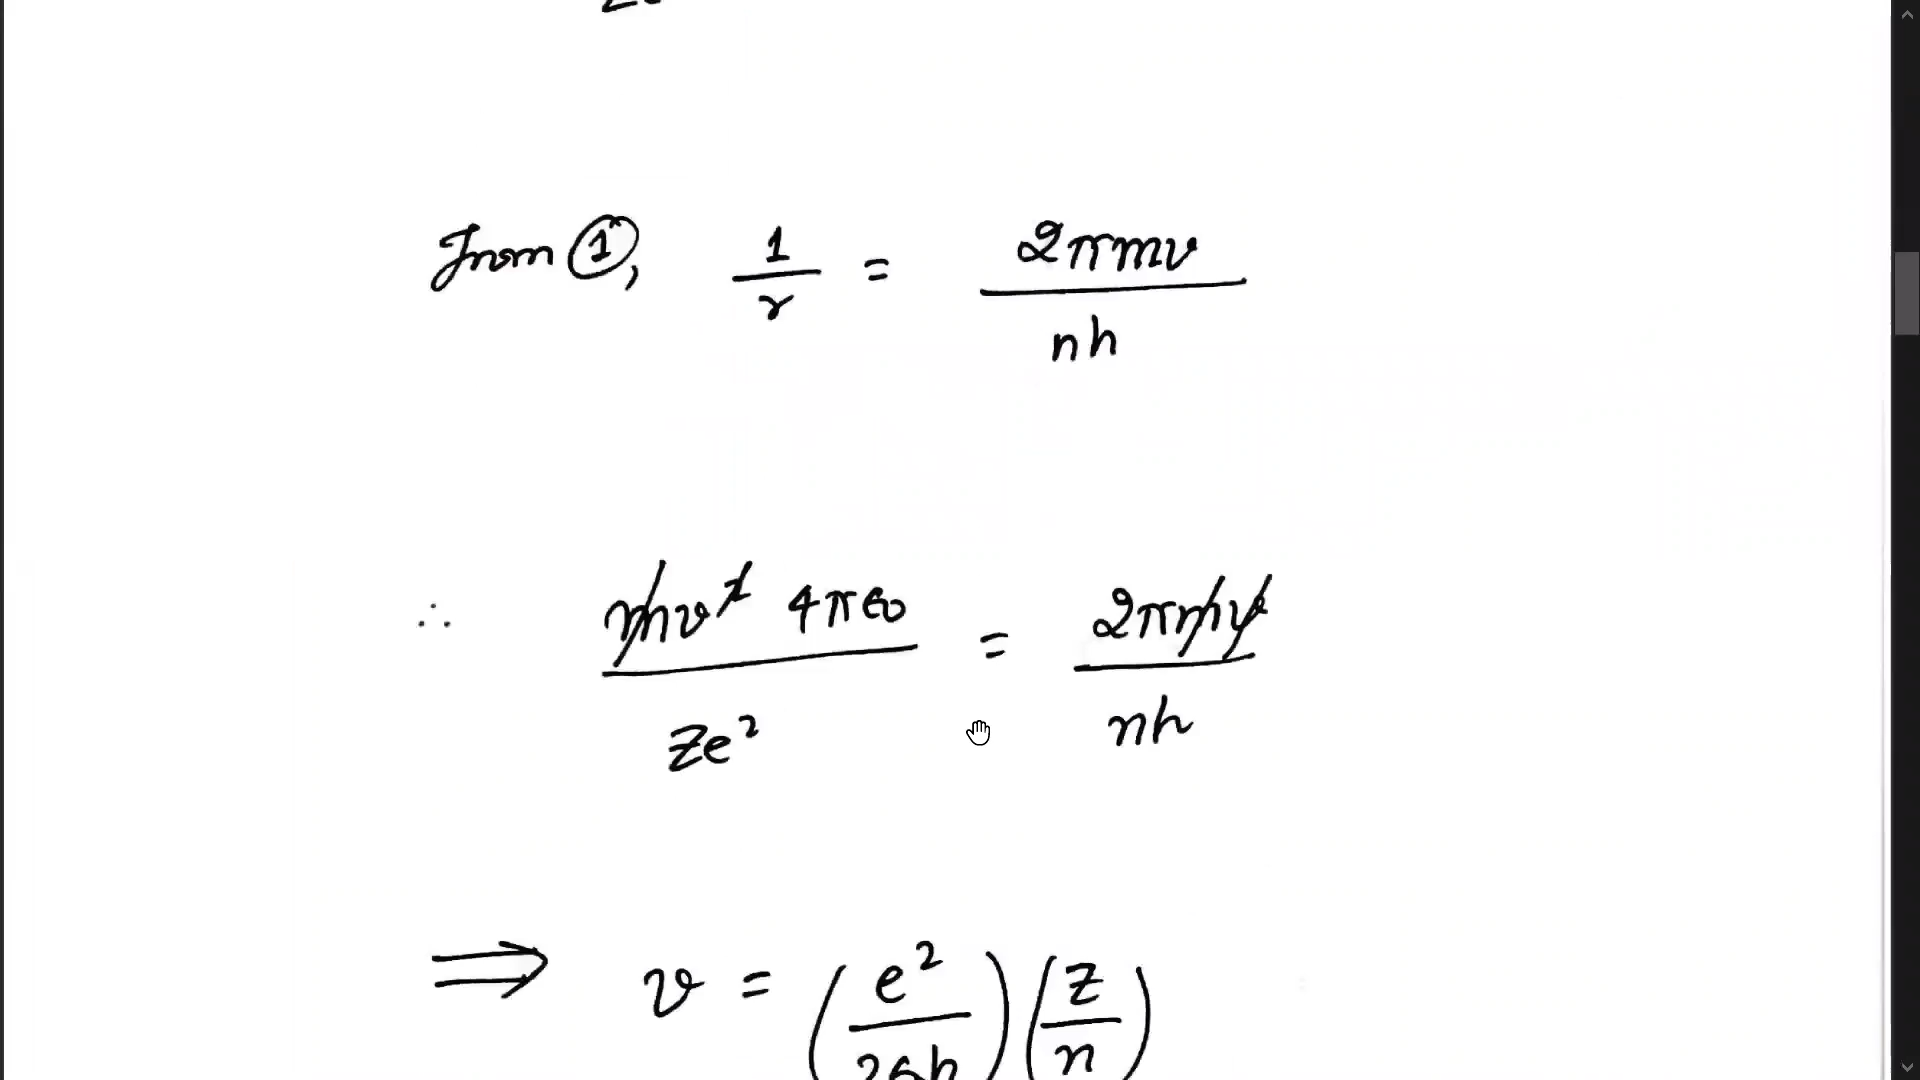 From ①, 1/r = 2πmv/nh
∴ mv² 4πϵ₀/Ze² = 2πmv/nh
⟹ v = (e²/2ϵ₀h)(Z/n)